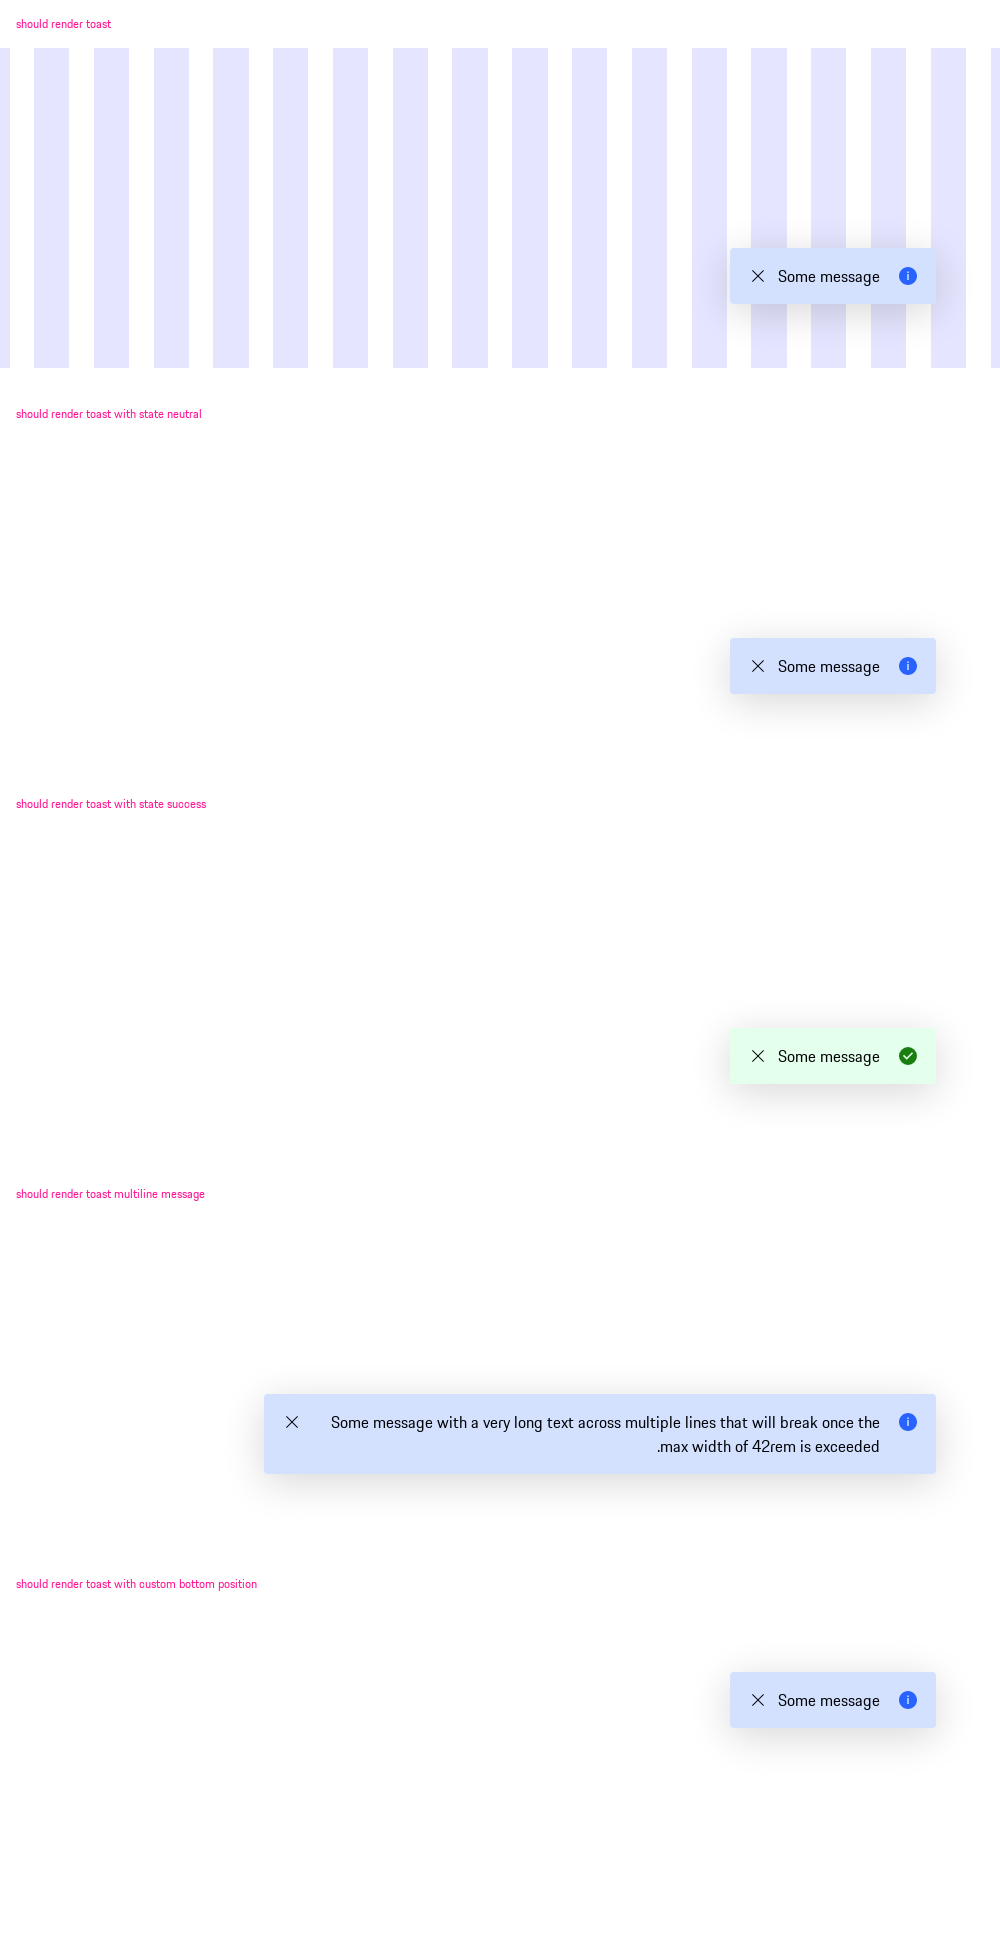 should render toast
Some message
should render toast with state neutral
Some message
should render toast with state success
Some message
should render toast multiline message
Some message with a very long text across multiple lines that will break once the
.max width of 42rem is exceeded
should render toast with custom bottom position
Some message